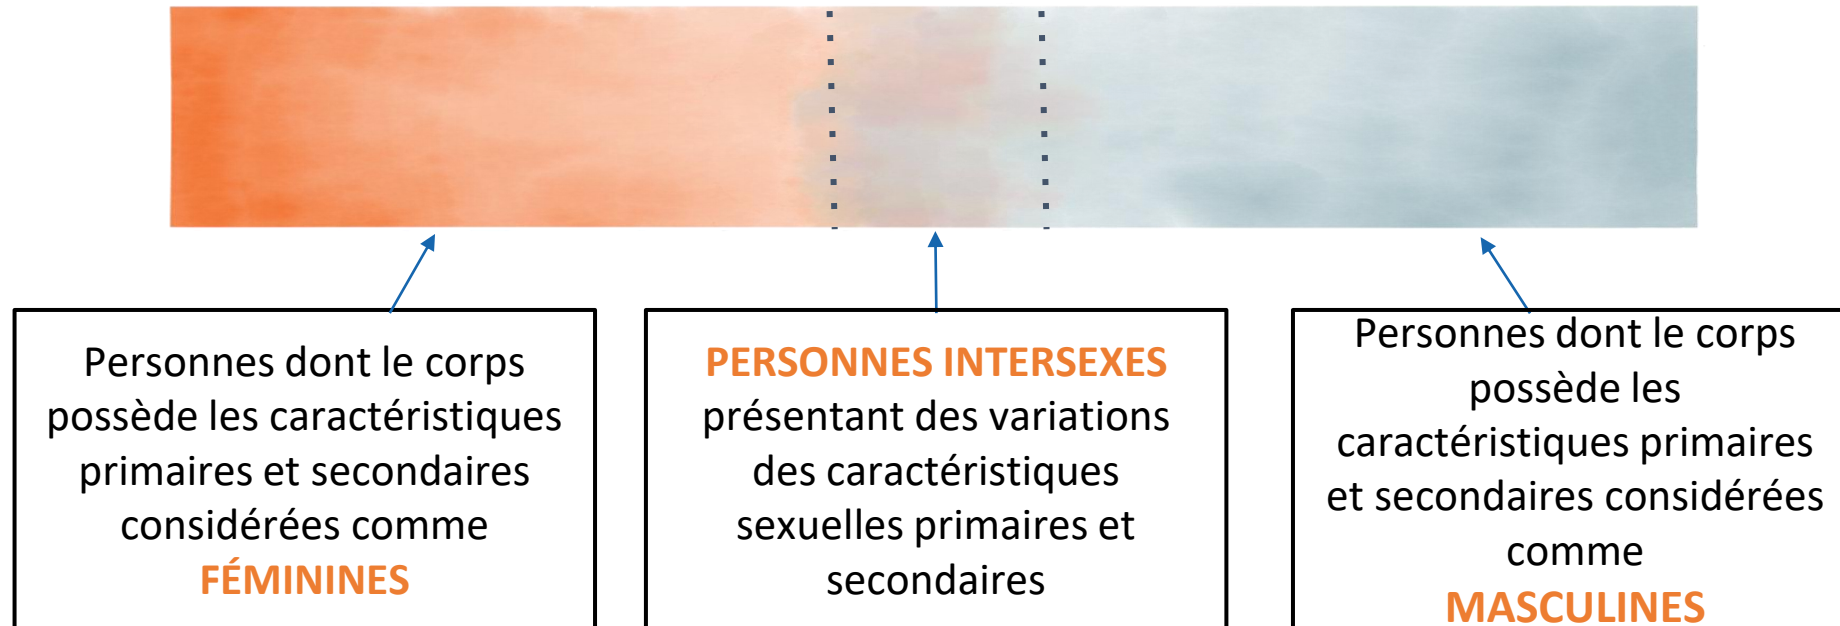 Personnes dont le corps
possède les caractéristiques
primaires et secondaires
considérées comme
FÉMININES
PERSONNES INTERSEXES
présentant des variations
des caractéristiques
sexuelles primaires et
secondaires
Personnes dont le corps
possède les
caractéristiques primaires
et secondaires considérées
comme
MASCULINES